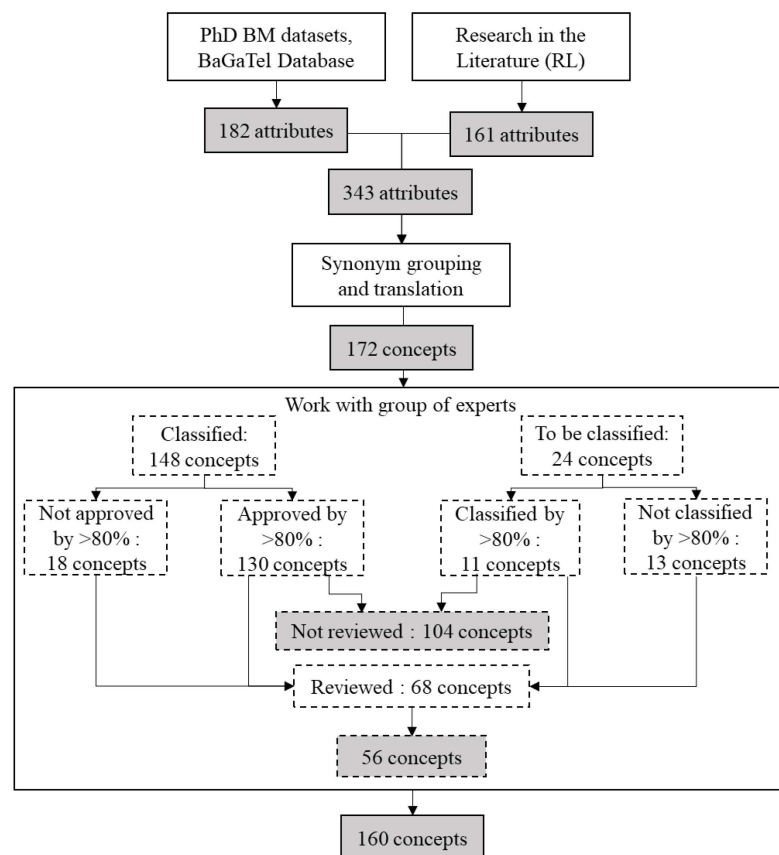 PhD BM datasets,
BaGaTel Database
Research in the
Literature (RL)
182 attributes
161 attributes
343 attributes
Synonym grouping
and translation
172 concepts
Work with group of experts
Classified:
148 concepts
To be classified:
24 concepts
Not approved
by >80% :
18 concepts
Approved by
>80% :
130 concepts
Classified by
>80% :
11 concepts
Not classified
by >80% :
13 concepts
Not reviewed : 104 concepts
Reviewed : 68 concepts
56 concepts
160 concepts